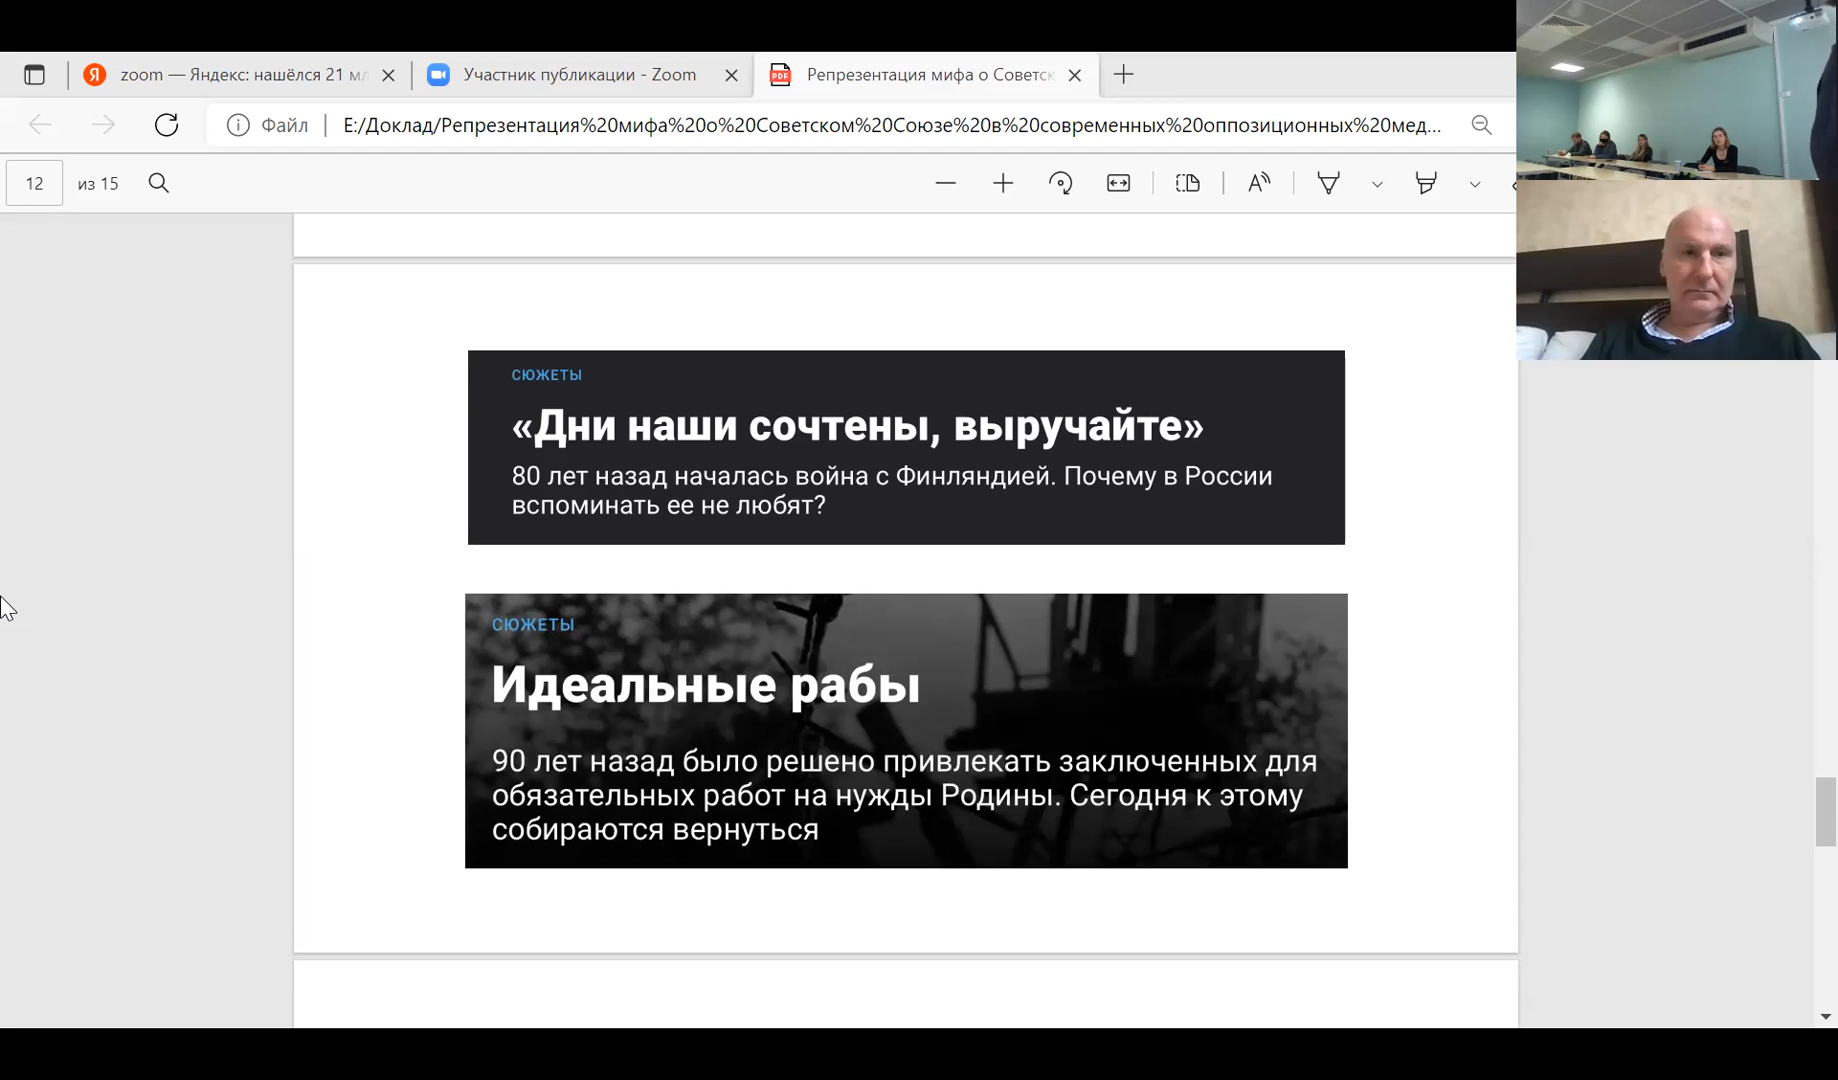 zoom — Яндекс: нашёлся 21 мл
Участник публикации - Zoom
Репрезентация мифа о Советск
Файл
E:/Доклад/Репрезентация%20мифа%20о%20Советском%20Союзе%20в%20современных%20оппозиционных%20мед...
12 из 15
СЮЖЕТЫ
«Дни наши сочтены, выручайте»
80 лет назад началась война с Финляндией. Почему в России
вспоминать ее не любят?
СЮЖЕТЫ
Идеальные рабы
90 лет назад было решено привлекать заключенных для
обязательных работ на нужды Родины. Сегодня к этому
собираются вернуться